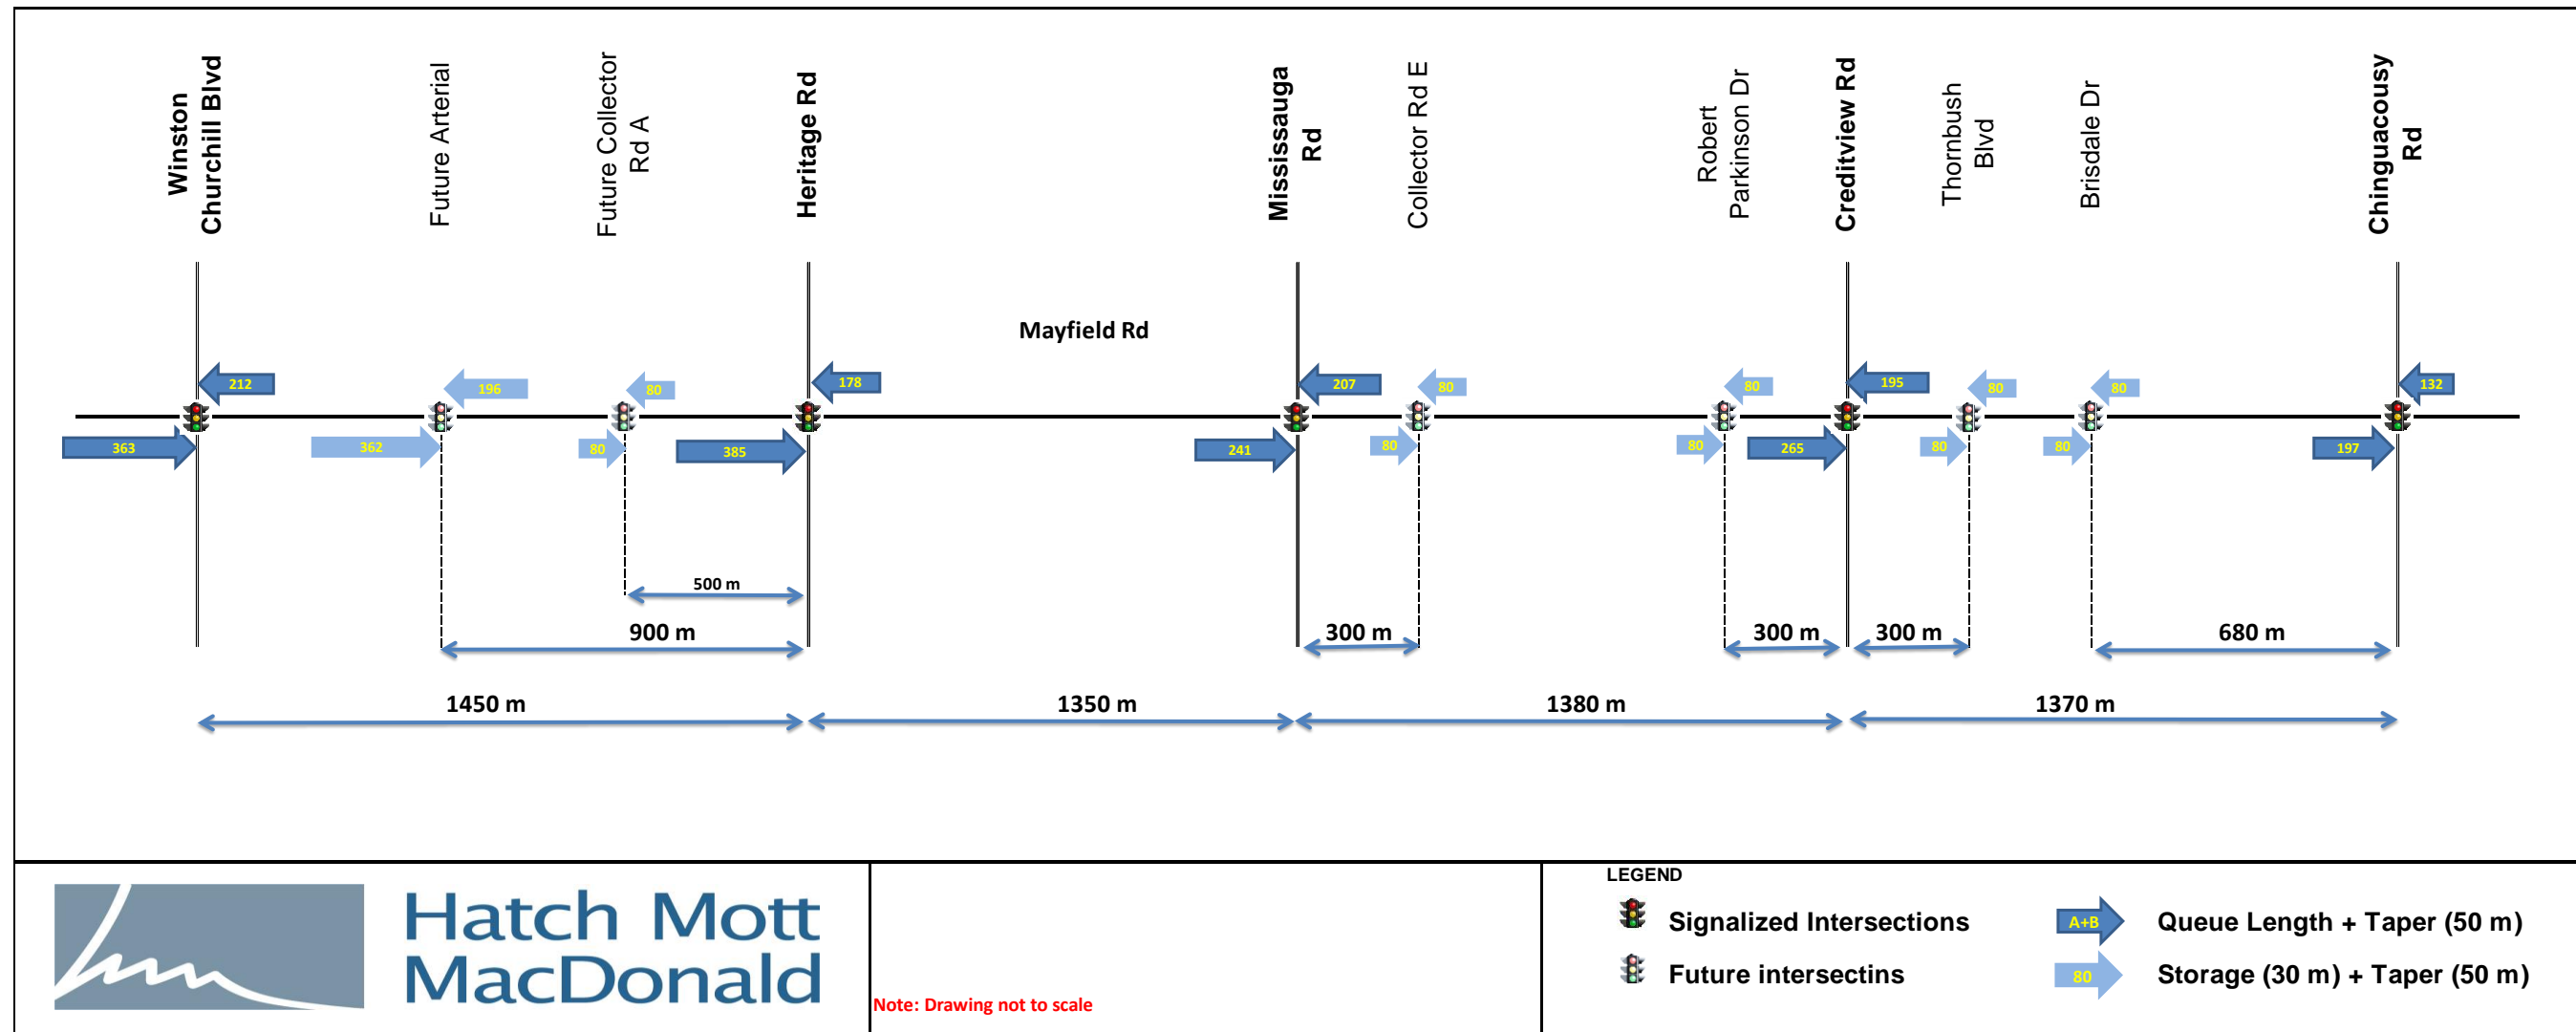 Winston
Churchill Blvd
Future Arterial
Future Collector
Rd A
Heritage Rd
Mississauga
Rd
Collector Rd E
Robert
Parkinson Dr
Creditview Rd
Thornbush
Blvd
Brisdale Dr
Chinguacousy
Rd
Mayfield Rd
212
196
80
178
207
80
80
195
80
80
132
363
362
80
385
241
80
80
265
80
80
197
500 m
900 m
300 m
300 m
300 m
680 m
1450 m
1350 m
1380 m
1370 m
Hatch Mott
MacDonald
Note: Drawing not to scale
LEGEND
Signalized Intersections
A+B
Queue Length + Taper (50 m)
Future intersectins
80
Storage (30 m) + Taper (50 m)